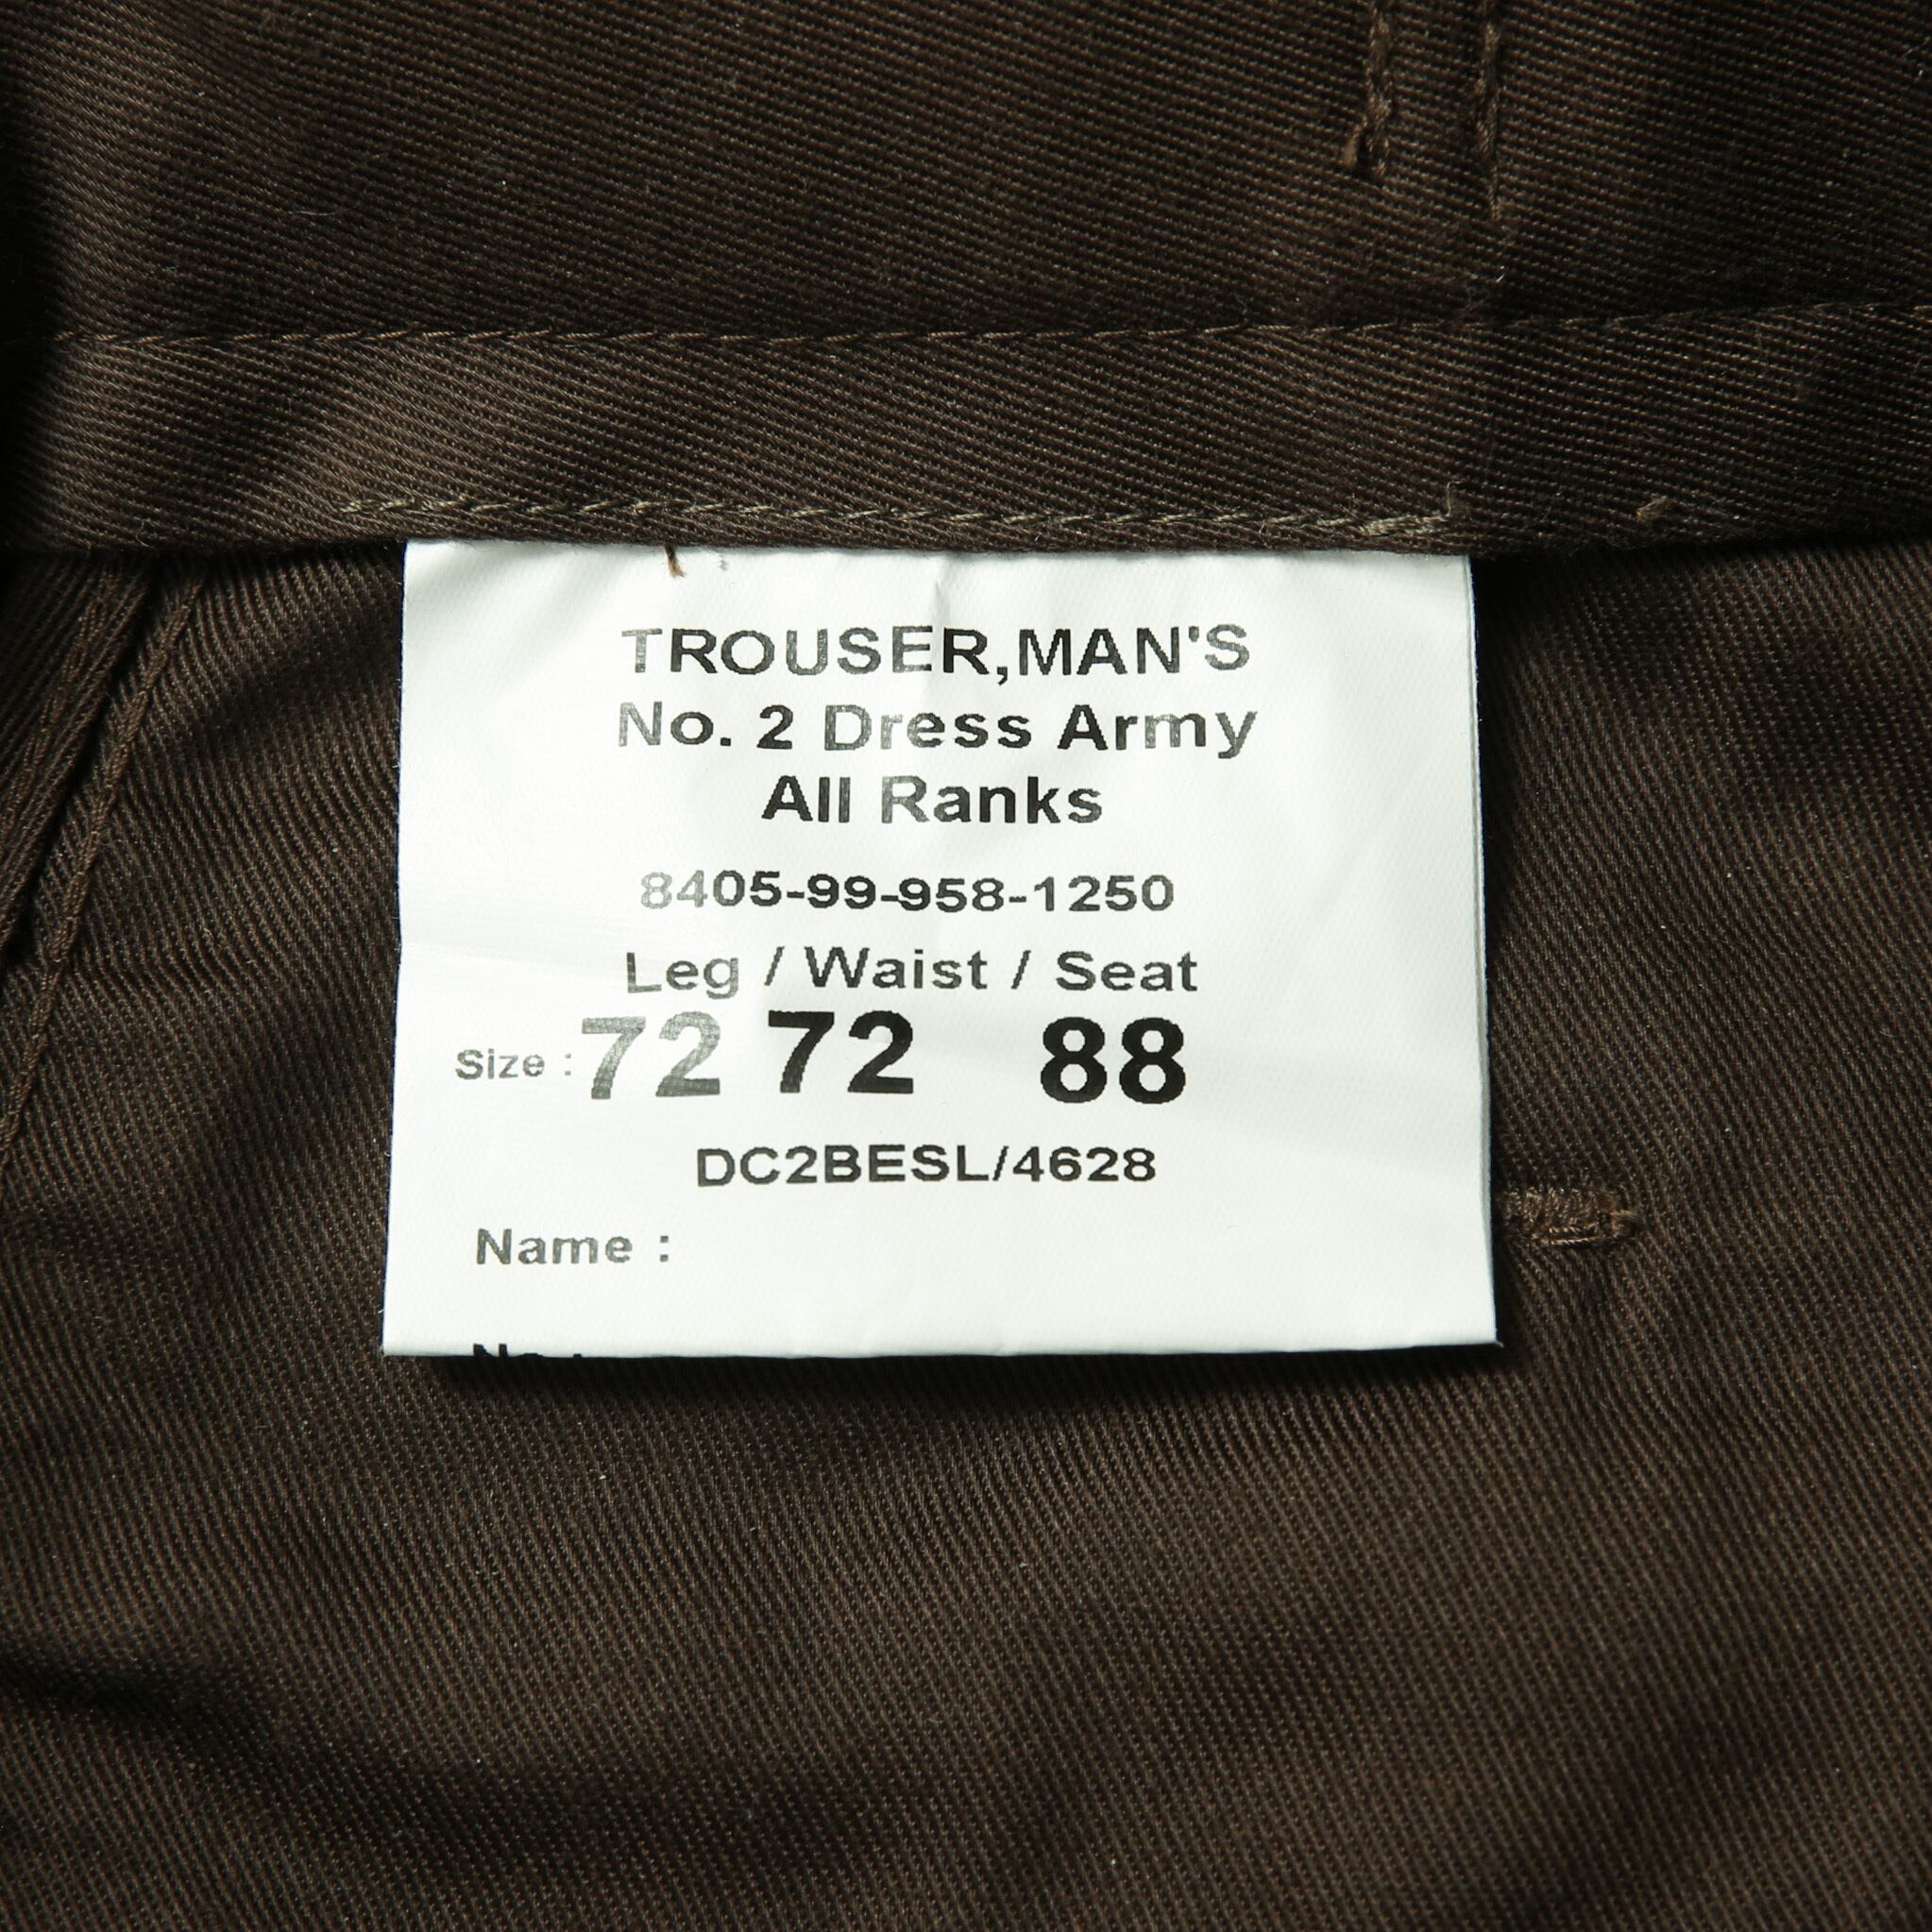 TROUSER,MAN'S
No. 2 Dress Army
All Ranks
8405-99-958-1250
Leg / Waist / Seat
Size : 72 72 88
DC2BESL/4628
Name :